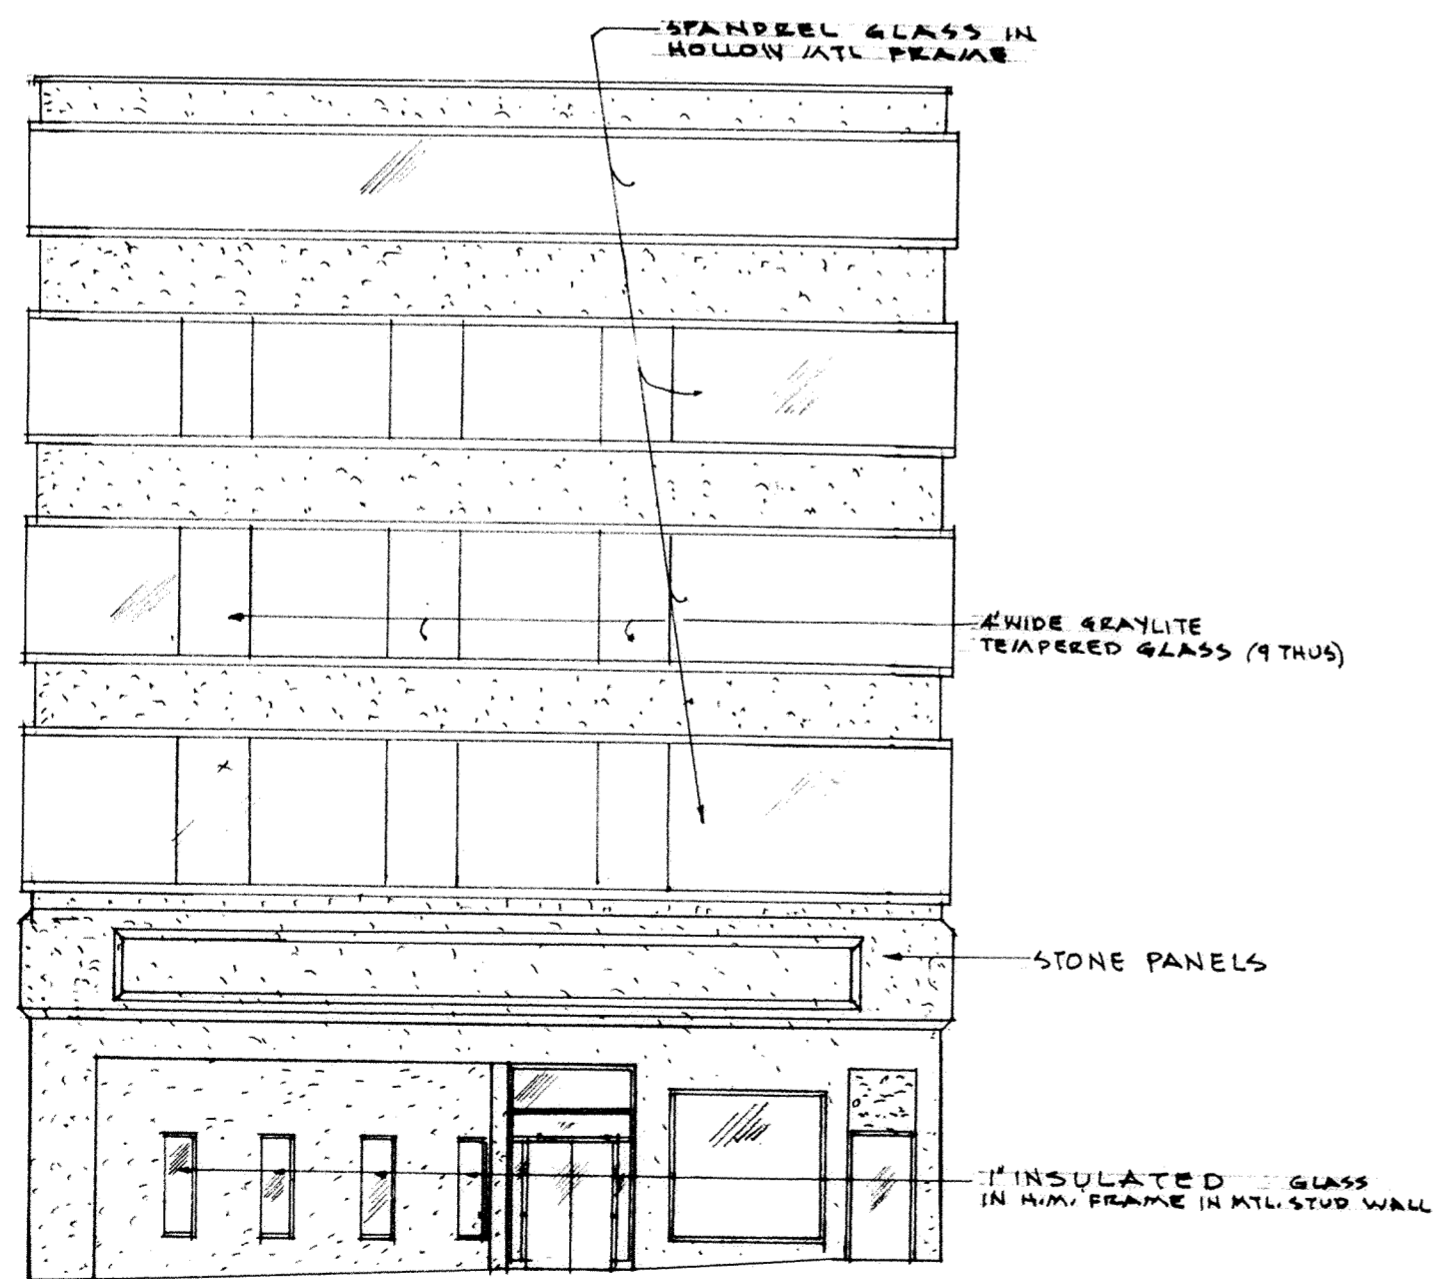 SPANDREL GLASS IN
HOLLOW MTL FRAME
4' WIDE GRAYLITE
TEMPERED GLASS (9 THUS)
STONE PANELS
1" INSULATED GLASS
IN H.M. FRAME IN MTL. STUD WALL